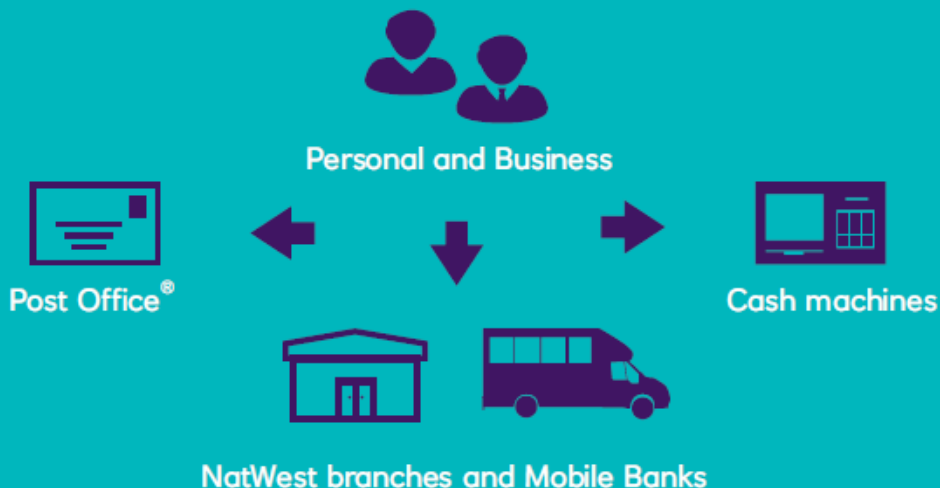 Personal and Business
Post Office®
Cash machines
NatWest branches and Mobile Banks